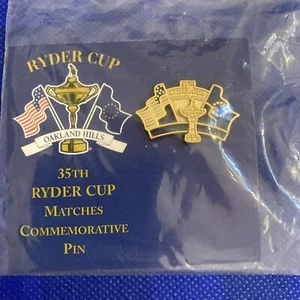 RYDER CUP
OAKLAND HILLS
35TH
RYDER CUP
MATCHES
COMMEMORATIVE
PIN